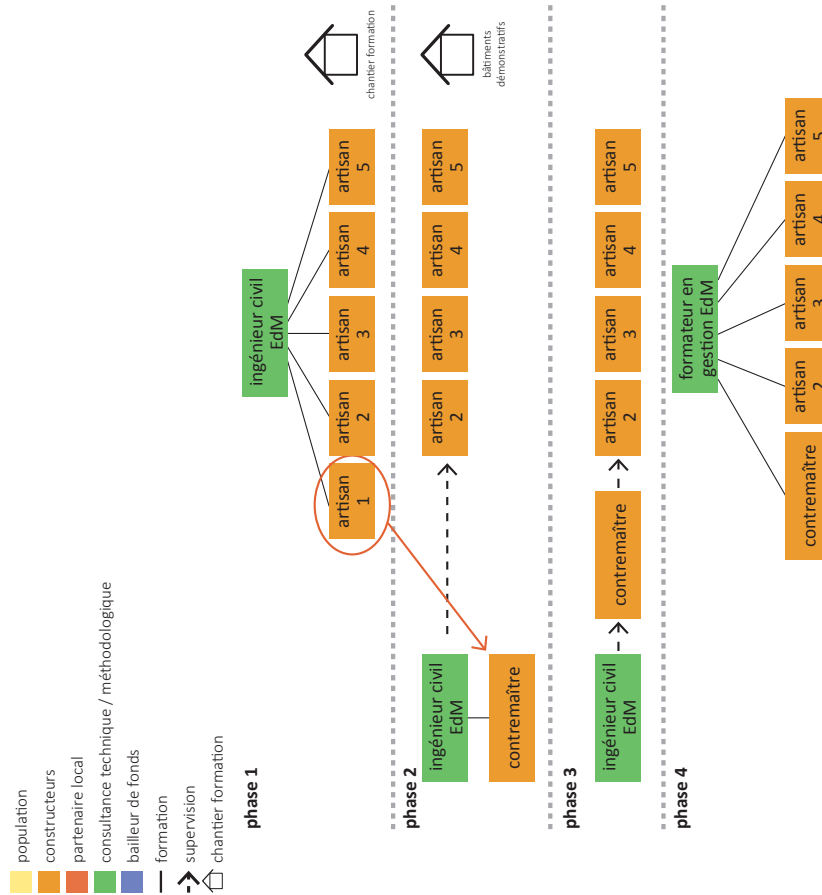 population
constructeurs
partenaire local
consultance technique / méthodologique
bailleur de fonds
formation
supervision
chantier formation
phase 1
ingénieur civil
EdM
artisan
1
artisan
2
artisan
3
artisan
4
artisan
5
chantier formation
phase 2
ingénieur civil
EdM
contremaître
artisan
2
artisan
3
artisan
4
artisan
5
bâtiments
démonstratifs
phase 3
ingénieur civil
EdM
contremaître
artisan
2
artisan
3
artisan
4
artisan
5
phase 4
formateur en
gestion EdM
contremaître
artisan
2
artisan
3
artisan
4
artisan
5